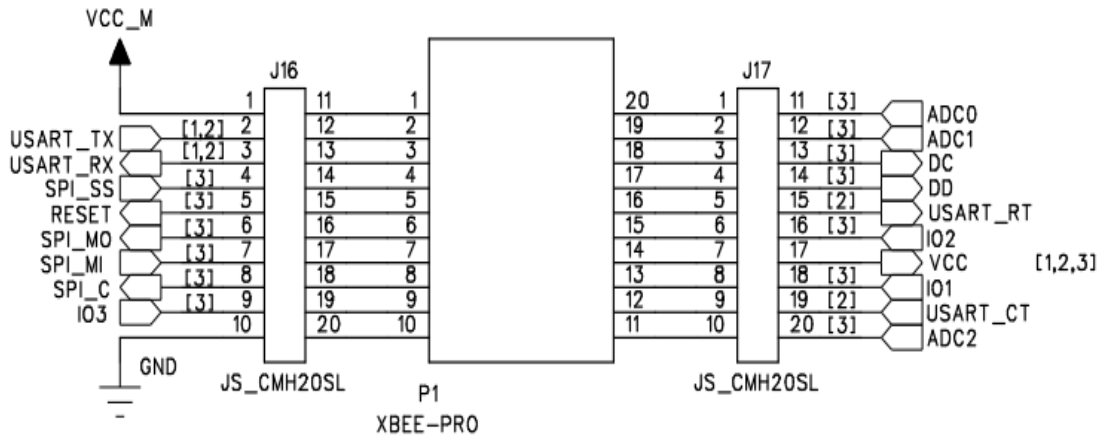 VCC_M
J16
J17
1 11 1 20 1 11 [3] ADC0
USART_TX [1,2] 2 12 2 19 2 12 [3] ADC1
USART_RX [1,2] 3 13 3 18 3 13 [3] DC
SPI_SS [3] 4 14 4 17 4 14 [3] DD
RESET [3] 5 15 5 16 5 15 [2] USART_RT
SPI_MO [3] 6 16 6 15 6 16 [3] IO2
SPI_MI [3] 7 17 7 14 7 17 VCC [1,2,3]
SPI_C [3] 8 18 8 13 8 18 [3] IO1
IO3 [3] 9 19 9 12 9 19 [2] USART_CT
10 20 10 11 10 20 [3] ADC2
GND
JS_CMH20SL
P1
JS_CMH20SL
XBEE-PRO